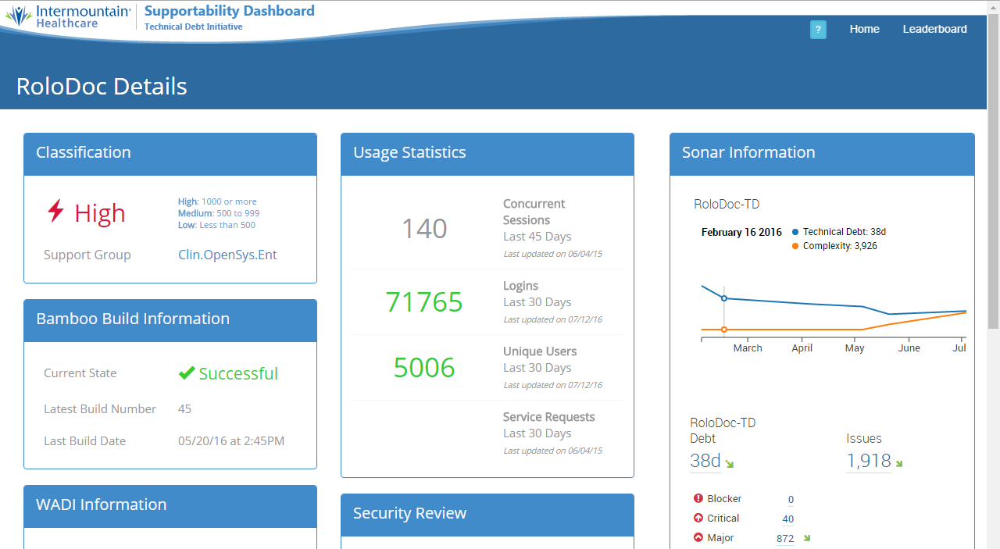 Intermountain®
Healthcare
Supportability Dashboard
Technical Debt Initiative
?
Home
Leaderboard
RoloDoc Details
Classification
High
High: 1000 or more
Medium: 500 to 999
Low: Less than 500
Support Group
Clin.OpenSys.Ent
Bamboo Build Information
Current State
Successful
Latest Build Number
45
Last Build Date
05/20/16 at 2:45PM
WADI Information
Usage Statistics
140
Concurrent
Sessions
Last 45 Days
Last updated on 06/04/15
71765
Logins
Last 30 Days
Last updated on 07/12/16
5006
Unique Users
Last 30 Days
Last updated on 07/12/16
Service Requests
Last 30 Days
Last updated on 06/04/15
Security Review
Sonar Information
RoloDoc-TD
February 16 2016
Technical Debt: 38d
Complexity: 3,926
March
April
May
June
Jul
RoloDoc-TD
Debt
38d
Issues
1,918
Blocker 0
Critical 40
Major 872